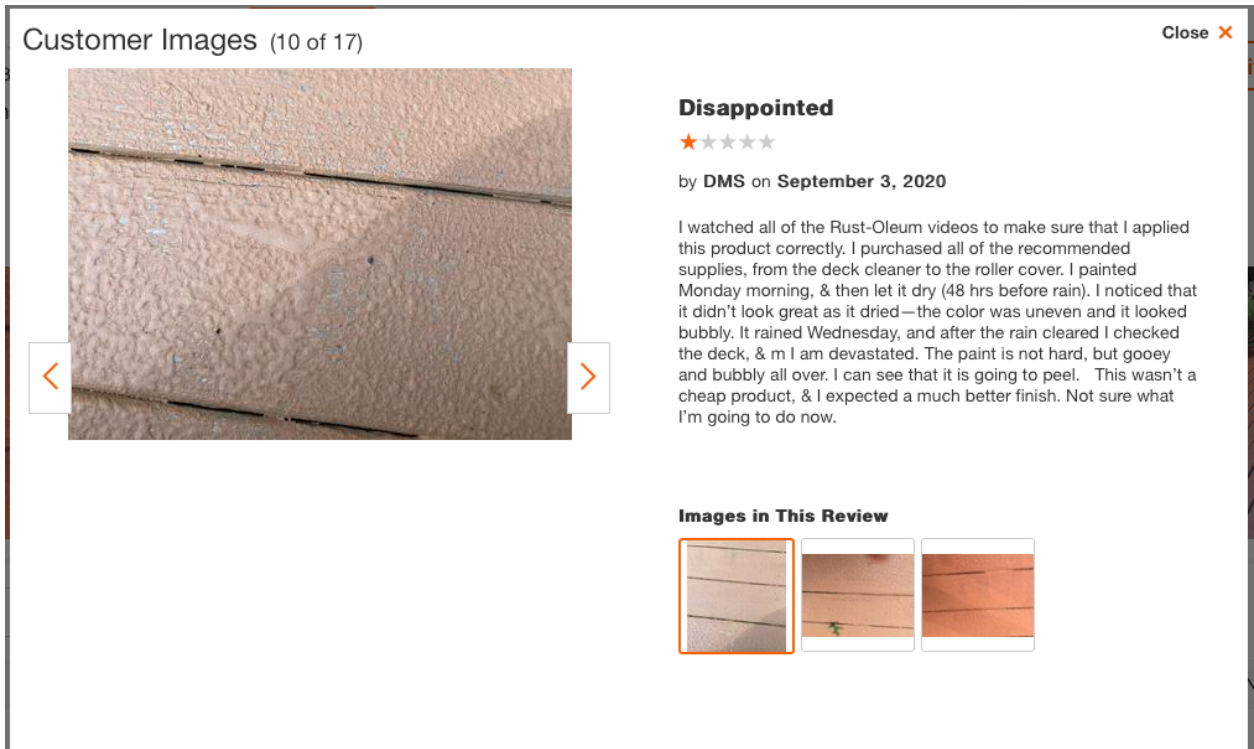 Customer Images (10 of 17)
Close ✕
Disappointed
by DMS on September 3, 2020
I watched all of the Rust-Oleum videos to make sure that I applied
this product correctly. I purchased all of the recommended
supplies, from the deck cleaner to the roller cover. I painted
Monday morning, & then let it dry (48 hrs before rain). I noticed that
it didn't look great as it dried—the color was uneven and it looked
bubbly. It rained Wednesday, and after the rain cleared I checked
the deck, & m I am devastated. The paint is not hard, but gooey
and bubbly all over. I can see that it is going to peel.   This wasn't a
cheap product, & I expected a much better finish. Not sure what
I'm going to do now.
Images in This Review